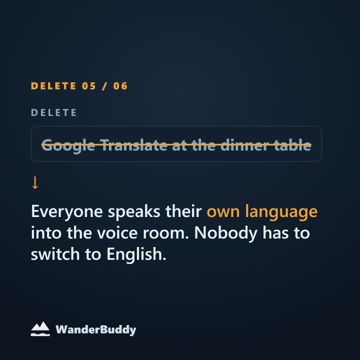 DELETE 05 / 06
DELETE
Google Translate at the dinner table
↓
Everyone speaks their own language
into the voice room. Nobody has to
switch to English.
WanderBuddy